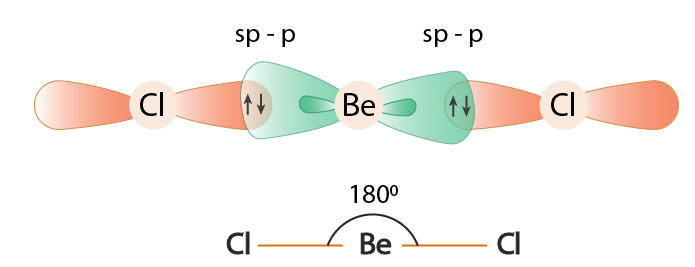 sp - p sp - p
Cl ↑↓ Be ↑↓ Cl
180⁰
Cl Be Cl